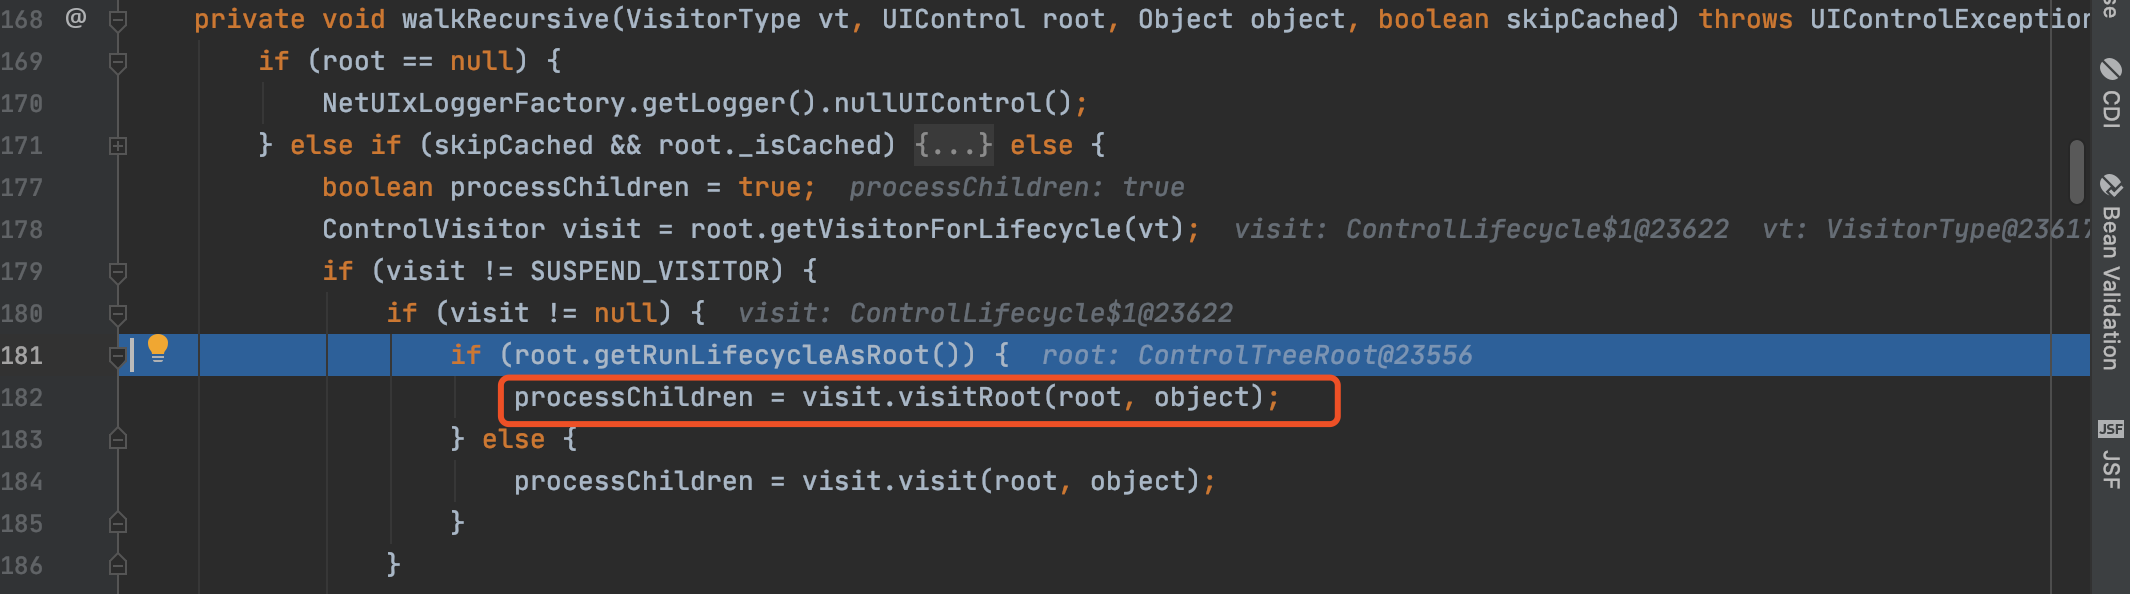 168 @ private void walkRecursive(VisitorType vt, UIControl root, Object object, boolean skipCached) throws UIControlException
169 if (root == null) {
170 NetUIxLoggerFactory.getLogger().nullUIControl();
171 } else if (skipCached && root._isCached) {...} else {
177 boolean processChildren = true; processChildren: true
178 ControlVisitor visit = root.getVisitorForLifecycle(vt); visit: ControlLifecycle$1@23622 vt: VisitorType@23617
179 if (visit != SUSPEND_VISITOR) {
180 if (visit != null) { visit: ControlLifecycle$1@23622
181 if (root.getRunLifecycleAsRoot()) { root: ControlTreeRoot@23556
182 processChildren = visit.visitRoot(root, object);
183 } else {
184 processChildren = visit.visit(root, object);
185 }
186 }
se
CDI
Bean Validation
JSF
JSF